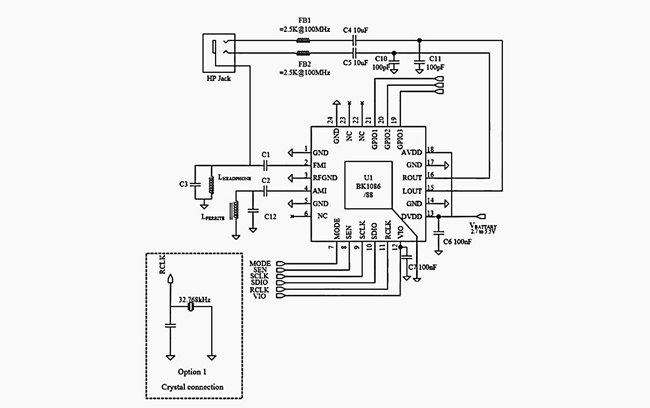 FB1
=2.5K@100MHz
C4 10uF
HP Jack
FB2
=2.5K@100MHz
C5 10uF
C10
100pF
C11
100pF
24
23
22
21
20
19
GND
NC
NC
GPIO1
GPIO2
GPIO3
C1
C2
C3
LHEADPHONE
LFERRITE
C12
1 GND
2 FMI
3 RFGND
4 AMI
5 GND
6 NC
U1
BK1086
/88
AVDD 18
GND 17
ROUT 16
LOUT 15
GND 14
DVDD 13
VBATTARY
2.7 to 5.5V
C6 100nF
MODE
SEN
SCLK
SDIO
RCLK
VIO
7
8
9
10
11
12
C7 100nF
MODE
SEN
SCLK
SDIO
RCLK
VIO
RCLK
32.768kHz
Option 1
Crystal connection